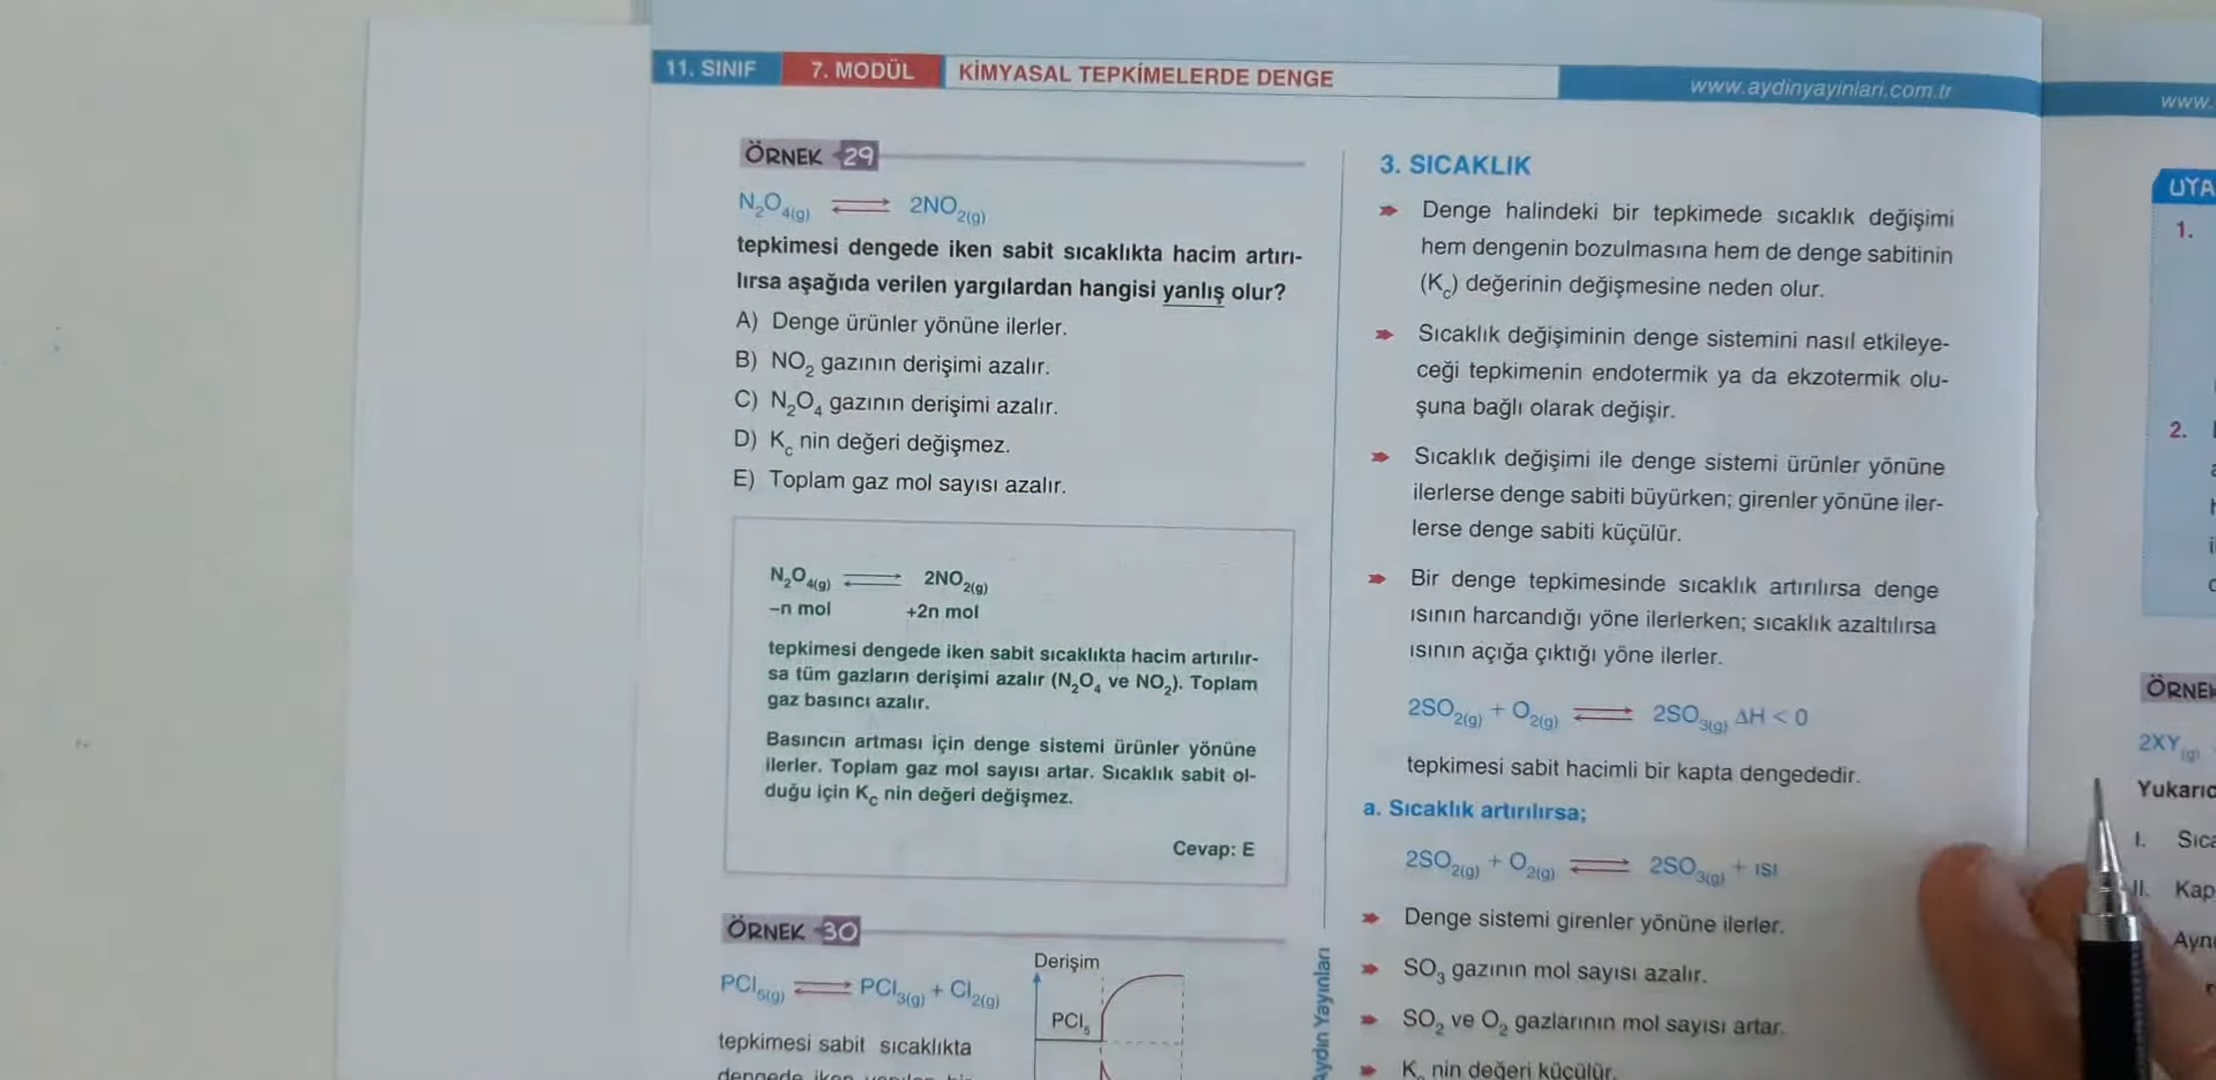 11. SINIF 7. MODÜL KİMYASAL TEPKİMELERDE DENGE www.aydinyayinlari.com.tr
ÖRNEK 29
N₂O₄(g) ⇌ 2NO₂(g)
tepkimesi dengede iken sabit sıcaklıkta hacim artırı-
lırsa aşağıda verilen yargılardan hangisi yanlış olur?
A) Denge ürünler yönüne ilerler.
B) NO₂ gazının derişimi azalır.
C) N₂O₄ gazının derişimi azalır.
D) K꜀ nin değeri değişmez.
E) Toplam gaz mol sayısı azalır.
N₂O₄(g) ⇌ 2NO₂(g)
–n mol +2n mol
tepkimesi dengede iken sabit sıcaklıkta hacim artırılır-
sa tüm gazların derişimi azalır (N₂O₄ ve NO₂). Toplam
gaz basıncı azalır.
Basıncın artması için denge sistemi ürünler yönüne
ilerler. Toplam gaz mol sayısı artar. Sıcaklık sabit ol-
duğu için K꜀ nin değeri değişmez.
Cevap: E
ÖRNEK 30
PCl₅(g) ⇌ PCl₃(g) + Cl₂(g)
tepkimesi sabit sıcaklıkta
dengede iken
Derişim
PCl₅
Aydın Yayınları
3. SICAKLIK
Denge halindeki bir tepkimede sıcaklık değişimi
hem dengenin bozulmasına hem de denge sabitinin
(K꜀) değerinin değişmesine neden olur.
Sıcaklık değişiminin denge sistemini nasıl etkileye-
ceği tepkimenin endotermik ya da ekzotermik olu-
şuna bağlı olarak değişir.
Sıcaklık değişimi ile denge sistemi ürünler yönüne
ilerlerse denge sabiti büyürken; girenler yönüne iler-
lerse denge sabiti küçülür.
Bir denge tepkimesinde sıcaklık artırılırsa denge
ısının harcandığı yöne ilerlerken; sıcaklık azaltılırsa
ısının açığa çıktığı yöne ilerler.
2SO₂(g) + O₂(g) ⇌ 2SO₃(g) ΔH < 0
tepkimesi sabit hacimli bir kapta dengededir.
a. Sıcaklık artırılırsa;
2SO₂(g) + O₂(g) ⇌ 2SO₃(g) + ısı
Denge sistemi girenler yönüne ilerler.
SO₃ gazının mol sayısı azalır.
SO₂ ve O₂ gazlarının mol sayısı artar.
K꜀ nin değeri küçülür.
www.
UYA
1.
2.
ÖRNEK
2XY(g)
Yukarıd
I. Sıca
II. Kap
Aynı